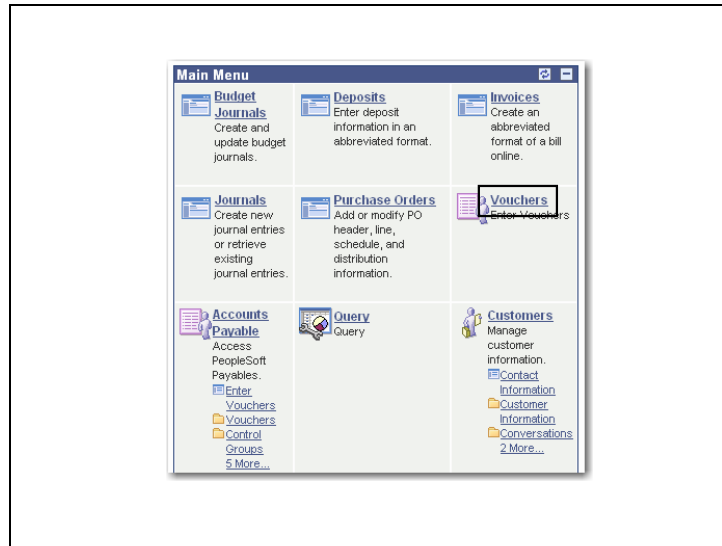 Main Menu
Budget
Journals
Create and
update budget
journals.
Deposits
Enter deposit
information in an
abbreviated format.
Invoices
Create an
abbreviated
format of a bill
online.
Journals
Create new
journal entries
or retrieve
existing
journal entries.
Purchase Orders
Add or modify PO
header, line,
schedule, and
distribution
information.
Vouchers
Enter Vouchers
Accounts
Payable
Access
PeopleSoft
Payables.
Enter
Vouchers
Vouchers
Control
Groups
5 More...
Query
Query
Customers
Manage
customer
information.
Contact
Information
Customer
Information
Conversations
2 More...